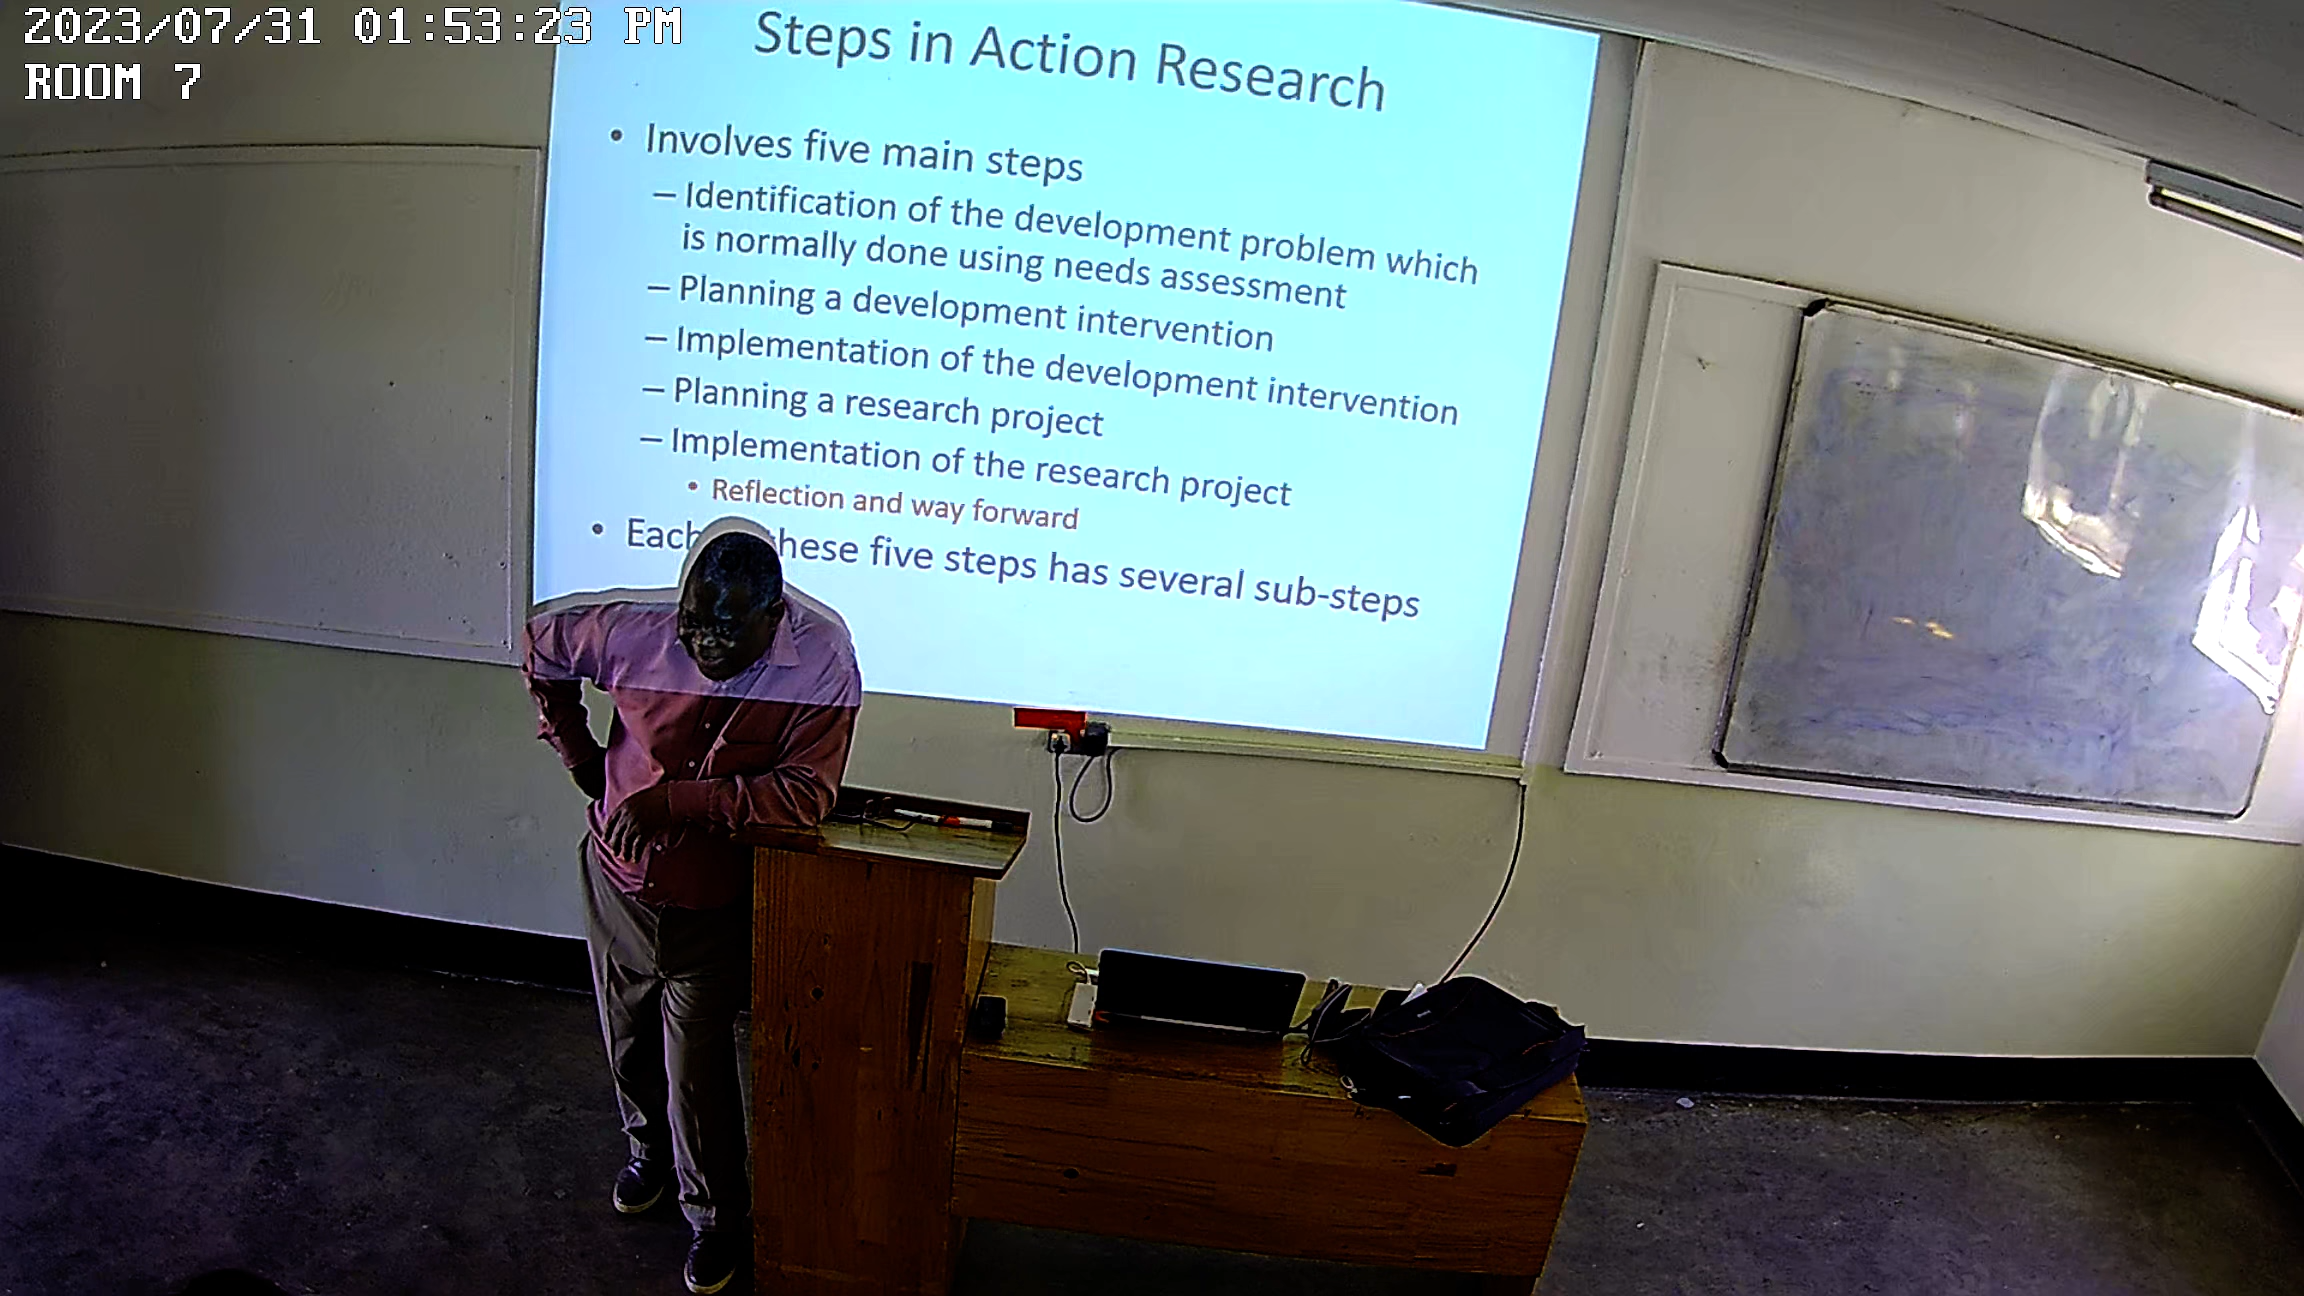 2023/07/31 01:53:23 PM
ROOM 7
Steps in Action Research
• Involves five main steps
– Identification of the development problem which
is normally done using needs assessment
– Planning a development intervention
– Implementation of the development intervention
– Planning a research project
– Implementation of the research project
• Reflection and way forward
• Each these five steps has several sub-steps